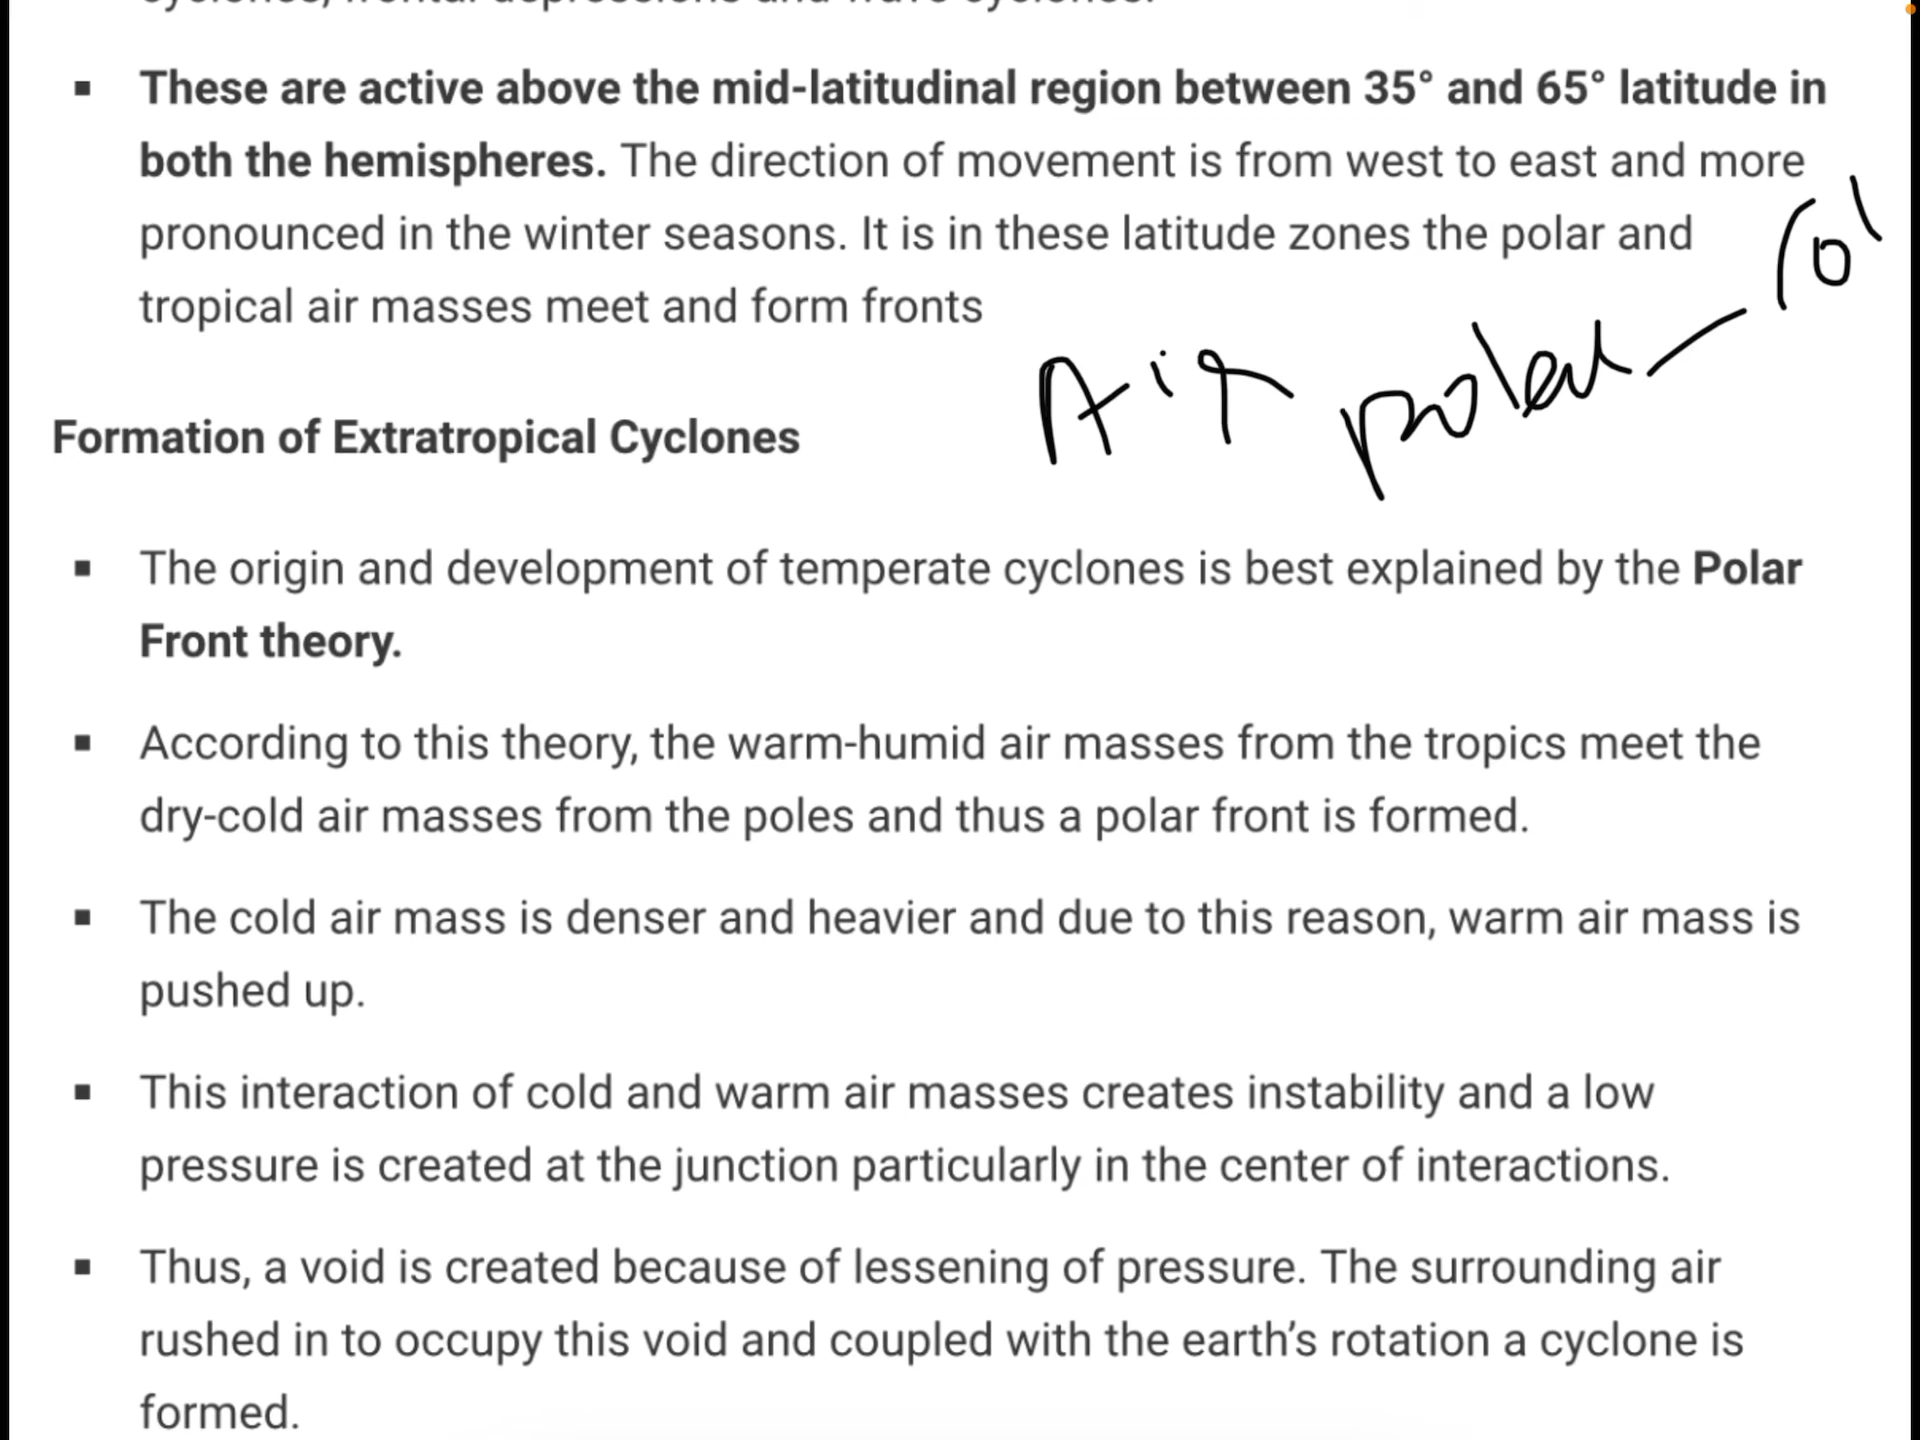 cyclones, frontal depressions and wave cyclones.
▪ These are active above the mid-latitudinal region between 35° and 65° latitude in
both the hemispheres. The direction of movement is from west to east and more
pronounced in the winter seasons. It is in these latitude zones the polar and
tropical air masses meet and form fronts
Air polar -
Formation of Extratropical Cyclones
▪ The origin and development of temperate cyclones is best explained by the Polar
Front theory.
▪ According to this theory, the warm-humid air masses from the tropics meet the
dry-cold air masses from the poles and thus a polar front is formed.
▪ The cold air mass is denser and heavier and due to this reason, warm air mass is
pushed up.
▪ This interaction of cold and warm air masses creates instability and a low
pressure is created at the junction particularly in the center of interactions.
▪ Thus, a void is created because of lessening of pressure. The surrounding air
rushed in to occupy this void and coupled with the earth's rotation a cyclone is
formed.